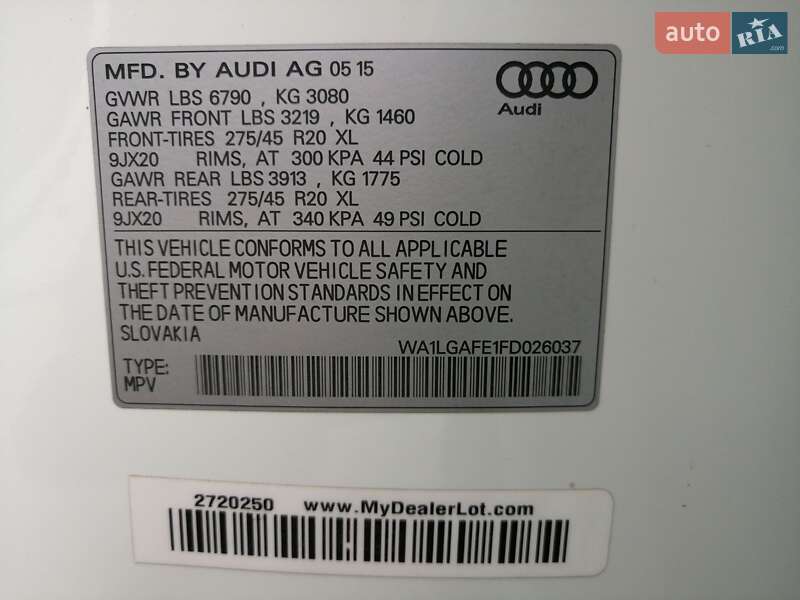 auto RIA.com
MFD. BY AUDI AG 05 15
GVWR LBS 6790 , KG 3080
GAWR FRONT LBS 3219 , KG 1460
FRONT-TIRES 275/45 R20 XL
9JX20 RIMS, AT 300 KPA 44 PSI COLD
GAWR REAR LBS 3913 , KG 1775
REAR-TIRES 275/45 R20 XL
9JX20 RIMS, AT 340 KPA 49 PSI COLD
Audi
THIS VEHICLE CONFORMS TO ALL APPLICABLE
U.S. FEDERAL MOTOR VEHICLE SAFETY AND
THEFT PREVENTION STANDARDS IN EFFECT ON
THE DATE OF MANUFACTURE SHOWN ABOVE.
SLOVAKIA
WA1LGAFE1FD026037
TYPE:
MPV
2720250 www.MyDealerLot.com